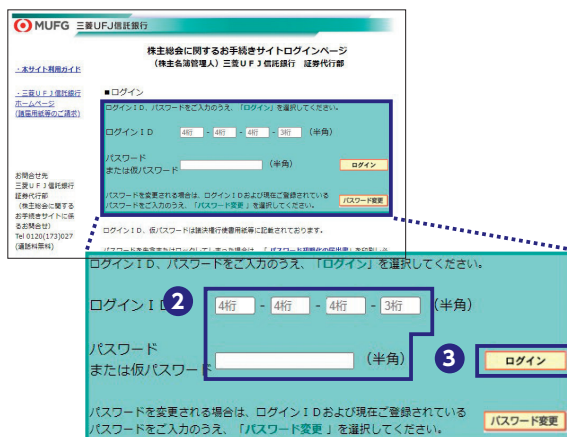 MUFG 三菱UFJ信託銀行
株主総会に関するお手続きサイトログインページ
（株主名簿管理人）三菱ＵＦＪ信託銀行　証券代行部
・本サイト利用ガイド
・三菱ＵＦＪ信託銀行
ホームページ
(諸届用紙等のご請求)
■ログイン
ログインＩＤ、パスワードをご入力のうえ、「ログイン」を選択してください。
ログインＩＤ 4桁 - 4桁 - 4桁 - 3桁 （半角）
パスワード
または仮パスワード （半角） ログイン
パスワードを変更される場合は、ログインＩＤおよび現在ご登録されている
パスワードをご入力のうえ、「パスワード変更 」を選択してください。 パスワード変更
お問合せ先
三菱ＵＦＪ信託銀行
証券代行部
（株主総会に関する
お手続きサイトに係
るお問合せ）
Tel 0120(173)027
(通話料無料)
ログインＩＤ、仮パスワードは議決権行使書用紙等に記載されております。
ログインＩＤ、パスワードをご入力のうえ、「ログイン」を選択してください。
ログインＩＤ 2 4桁 - 4桁 - 4桁 - 3桁 （半角）
パスワード
または仮パスワード （半角） 3 ログイン
パスワードを変更される場合は、ログインＩＤおよび現在ご登録されている
パスワードをご入力のうえ、「パスワード変更 」を選択してください。 パスワード変更